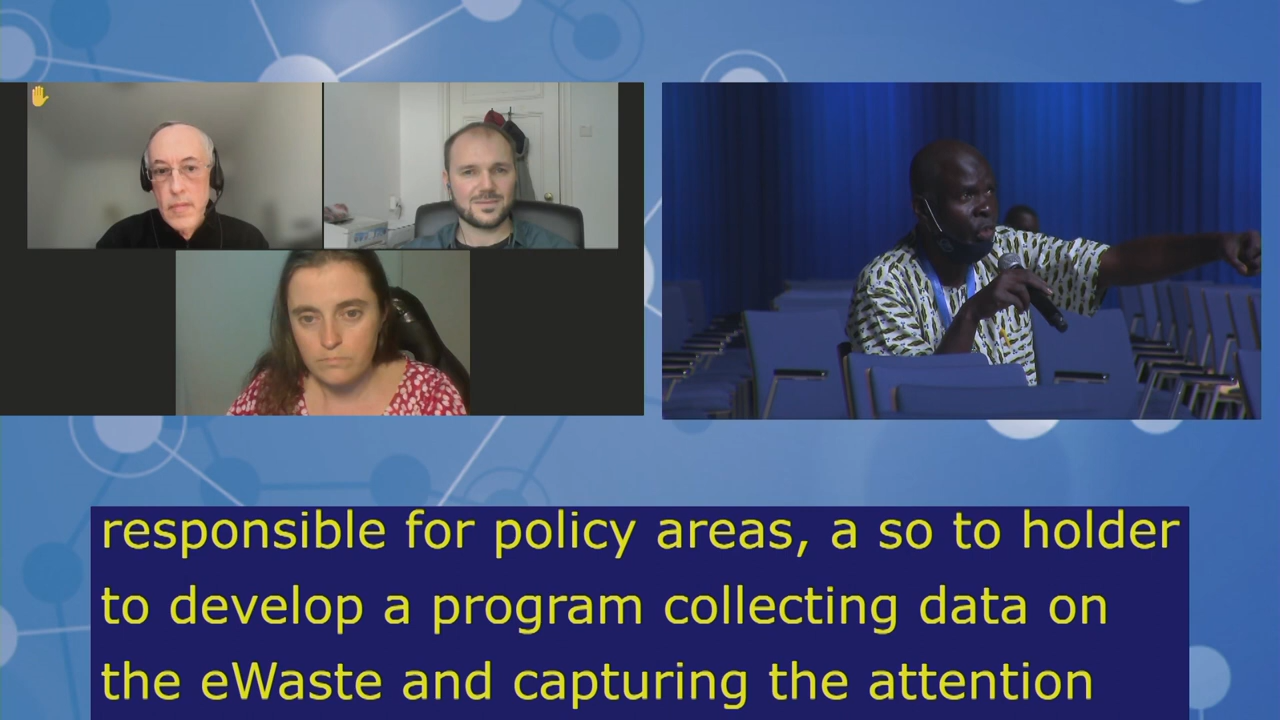 responsible for policy areas, a so to holder
to develop a program collecting data on
the eWaste and capturing the attention